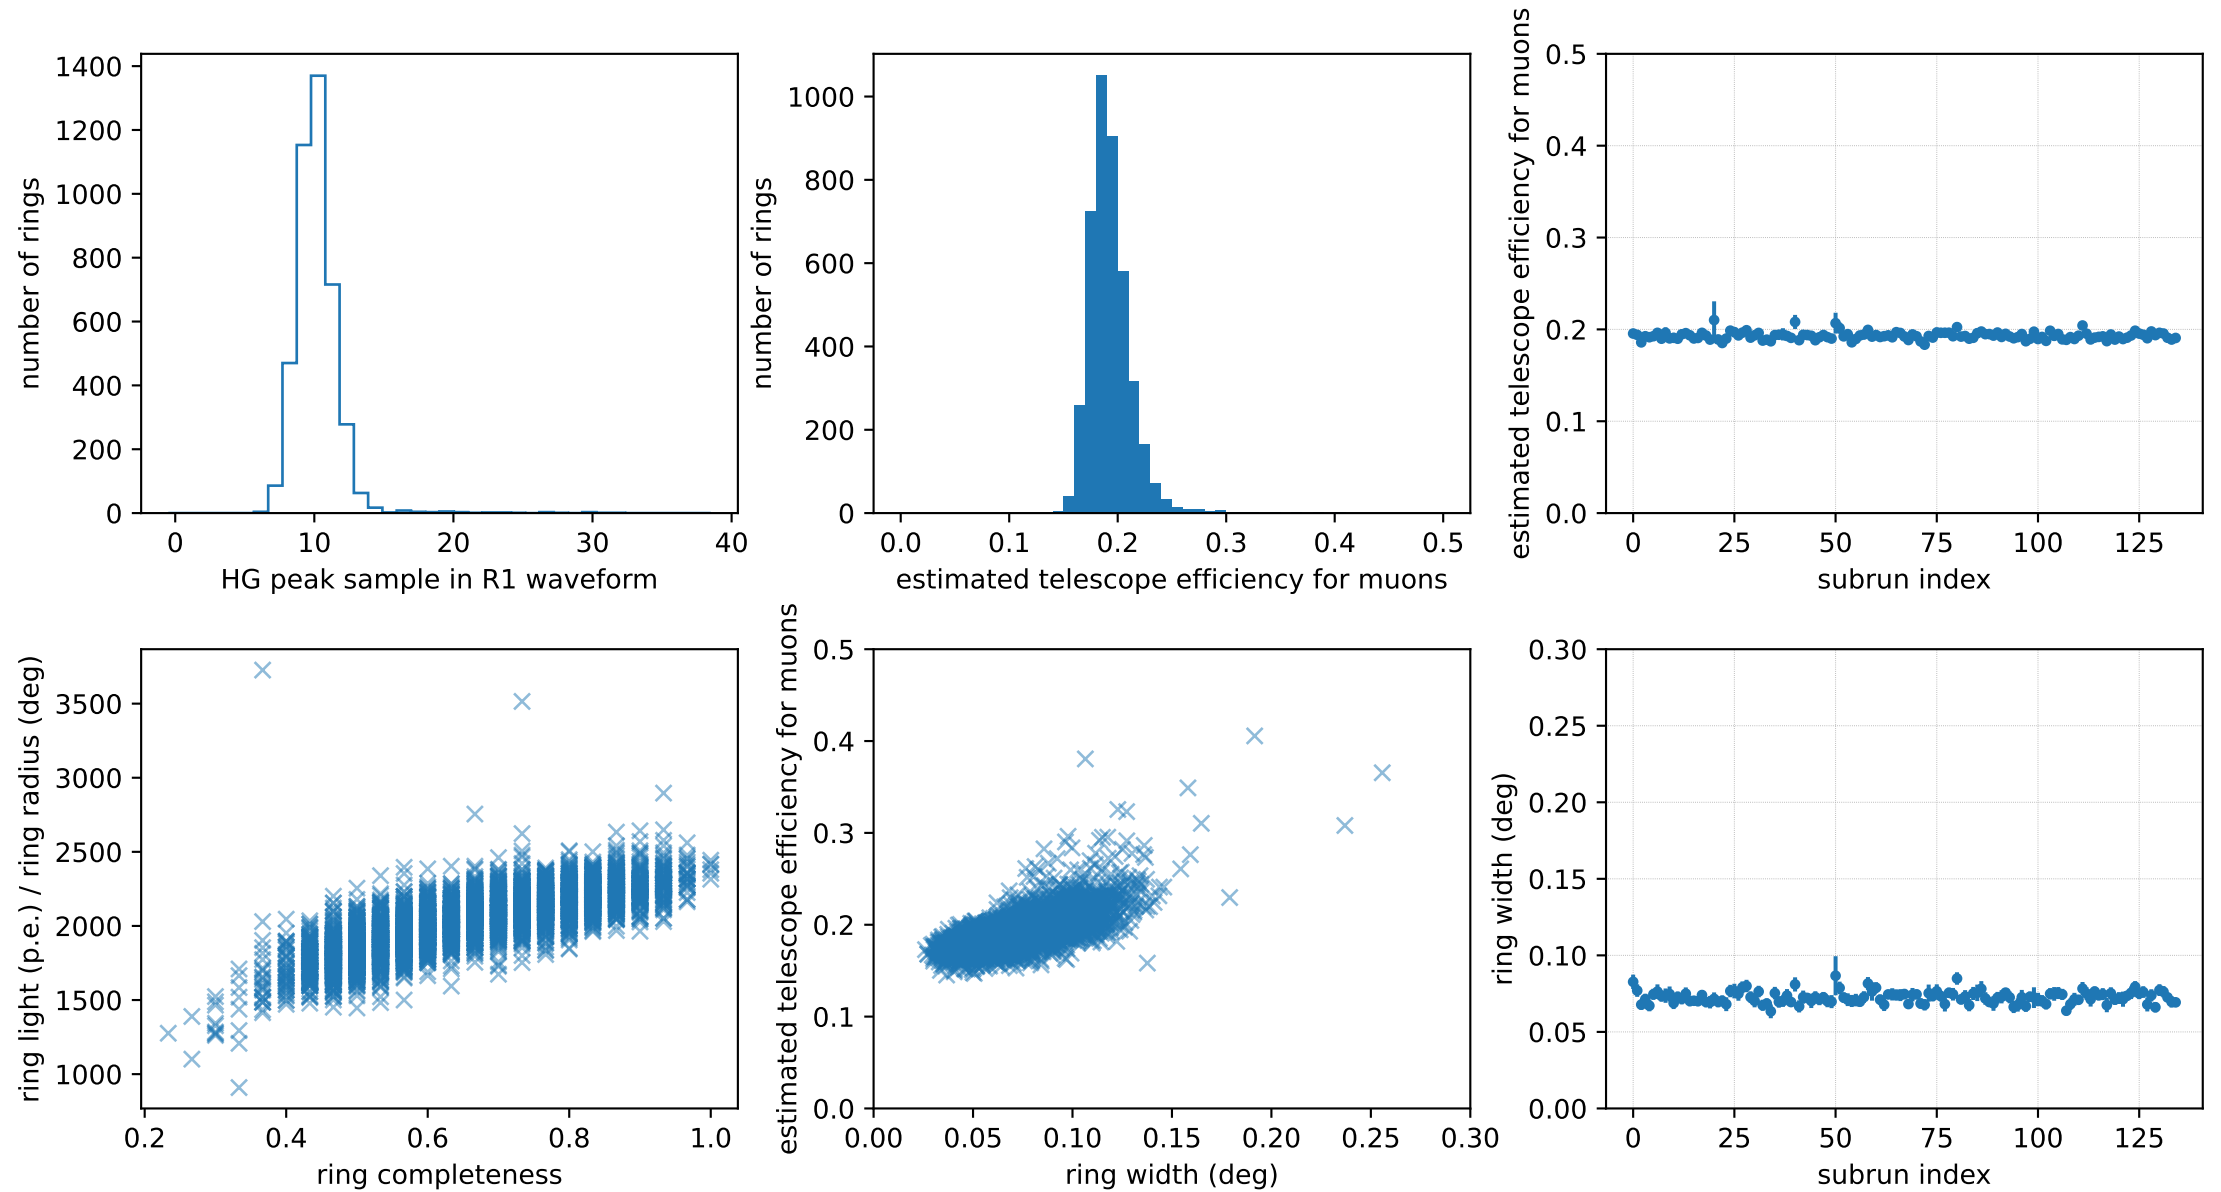 1400
1200
1000
800
600
400
200
0
number of rings
0 10 20 30 40
HG peak sample in R1 waveform
1000
800
600
400
200
0
number of rings
0.0 0.1 0.2 0.3 0.4 0.5
estimated telescope efficiency for muons
0.5
0.4
0.3
0.2
0.1
0.0
estimated telescope efficiency for muons
0 25 50 75 100 125
subrun index
3500
3000
2500
2000
1500
1000
ring light (p.e.) / ring radius (deg)
0.2 0.4 0.6 0.8 1.0
ring completeness
0.5
0.4
0.3
0.2
0.1
0.0
estimated telescope efficiency for muons
0.00 0.05 0.10 0.15 0.20 0.25 0.30
ring width (deg)
0.30
0.25
0.20
0.15
0.10
0.05
0.00
ring width (deg)
0 25 50 75 100 125
subrun index